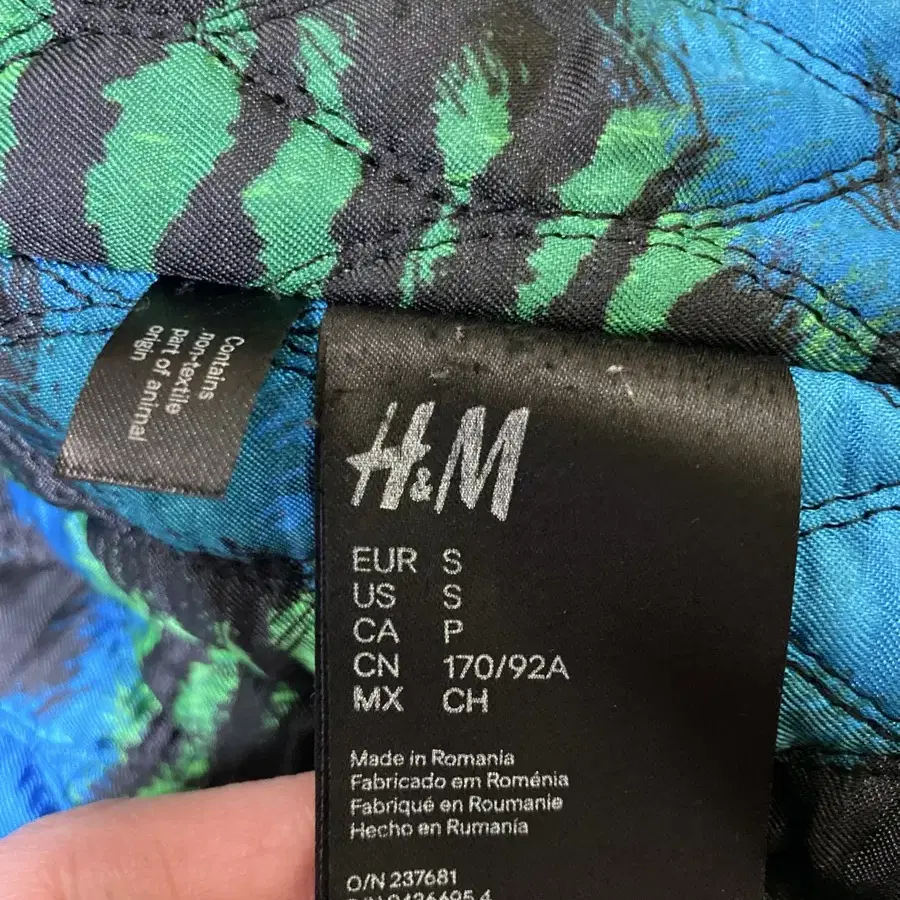 Contains
non-textile
part of animal
origin
H&M
EUR S
US S
CA P
CN 170/92A
MX CH
Made in Romania
Fabricado em Roménia
Fabriqué en Roumanie
Hecho en Rumanía
O/N 237681